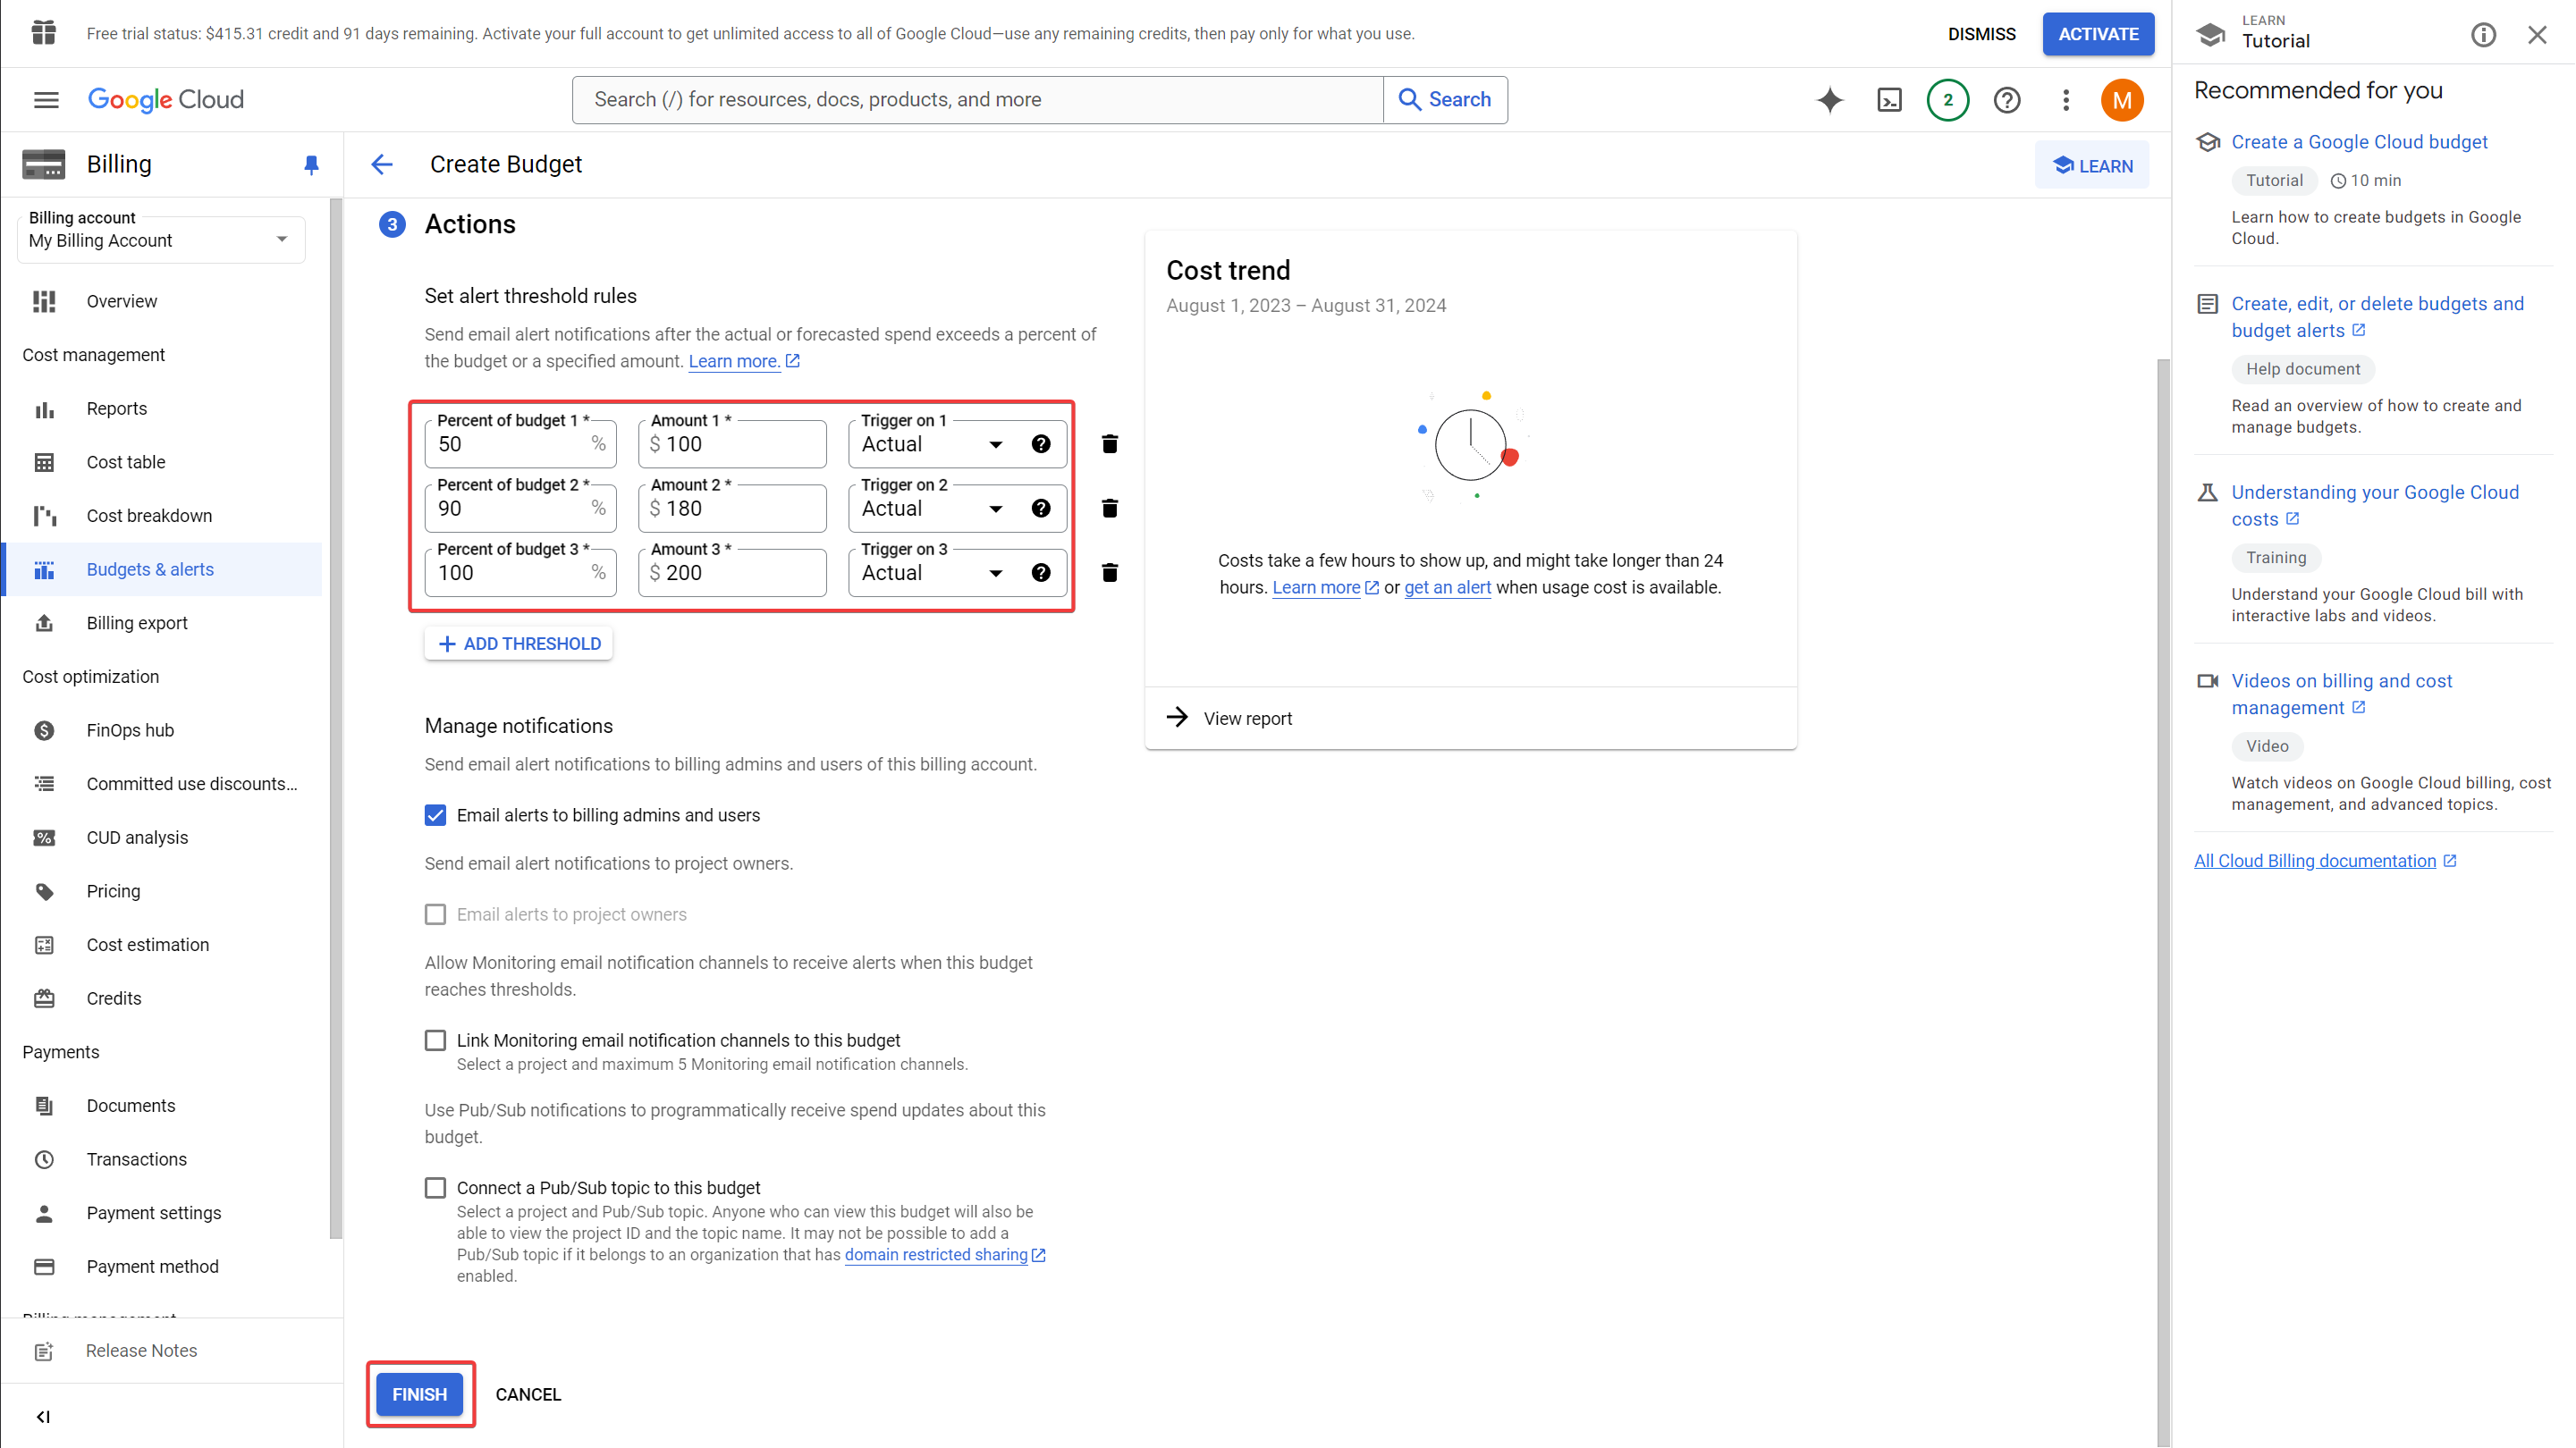 Free trial status: $415.31 credit and 91 days remaining. Activate your full account to get unlimited access to all of Google Cloud—use any remaining credits, then pay only for what you use.
DISMISS
ACTIVATE
Google Cloud
Search (/) for resources, docs, products, and more
Search
2
M
Billing
Billing account
My Billing Account
Overview
Cost management
Reports
Cost table
Cost breakdown
Budgets & alerts
Billing export
Cost optimization
FinOps hub
Committed use discounts...
CUD analysis
Pricing
Cost estimation
Credits
Payments
Documents
Transactions
Payment settings
Payment method
Billing management
Release Notes
Create Budget
LEARN
3
Actions
Set alert threshold rules
Send email alert notifications after the actual or forecasted spend exceeds a percent of
the budget or a specified amount. Learn more.
Percent of budget 1 *
50 %
Amount 1 *
$ 100
Trigger on 1
Actual
Percent of budget 2 *
90 %
Amount 2 *
$ 180
Trigger on 2
Actual
Percent of budget 3 *
100 %
Amount 3 *
$ 200
Trigger on 3
Actual
ADD THRESHOLD
Manage notifications
Send email alert notifications to billing admins and users of this billing account.
Email alerts to billing admins and users
Send email alert notifications to project owners.
Email alerts to project owners
Allow Monitoring email notification channels to receive alerts when this budget
reaches thresholds.
Link Monitoring email notification channels to this budget
Select a project and maximum 5 Monitoring email notification channels.
Use Pub/Sub notifications to programmatically receive spend updates about this
budget.
Connect a Pub/Sub topic to this budget
Select a project and Pub/Sub topic. Anyone who can view this budget will also be
able to view the project ID and the topic name. It may not be possible to add a
Pub/Sub topic if it belongs to an organization that has domain restricted sharing
enabled.
FINISH
CANCEL
Cost trend
August 1, 2023 – August 31, 2024
Costs take a few hours to show up, and might take longer than 24
hours. Learn more or get an alert when usage cost is available.
View report
LEARN
Tutorial
Recommended for you
Create a Google Cloud budget
Tutorial
10 min
Learn how to create budgets in Google
Cloud.
Create, edit, or delete budgets and
budget alerts
Help document
Read an overview of how to create and
manage budgets.
Understanding your Google Cloud
costs
Training
Understand your Google Cloud bill with
interactive labs and videos.
Videos on billing and cost
management
Video
Watch videos on Google Cloud billing, cost
management, and advanced topics.
All Cloud Billing documentation